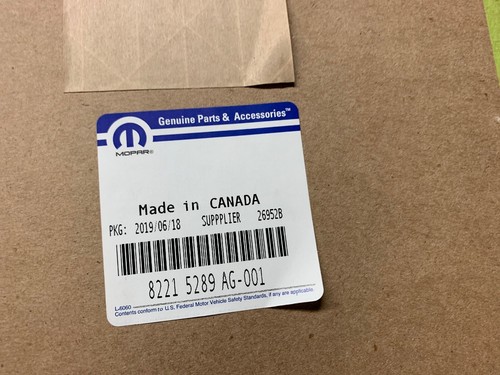 Genuine Parts & Accessories™
MOPAR®
Made in CANADA
PKG: 2019/06/18 SUPPPLIER 26952B
8221 5289 AG-001
L-6060
Contents conform to U.S. Federal Motor Vehicle Safety Standards, if any are applicable.